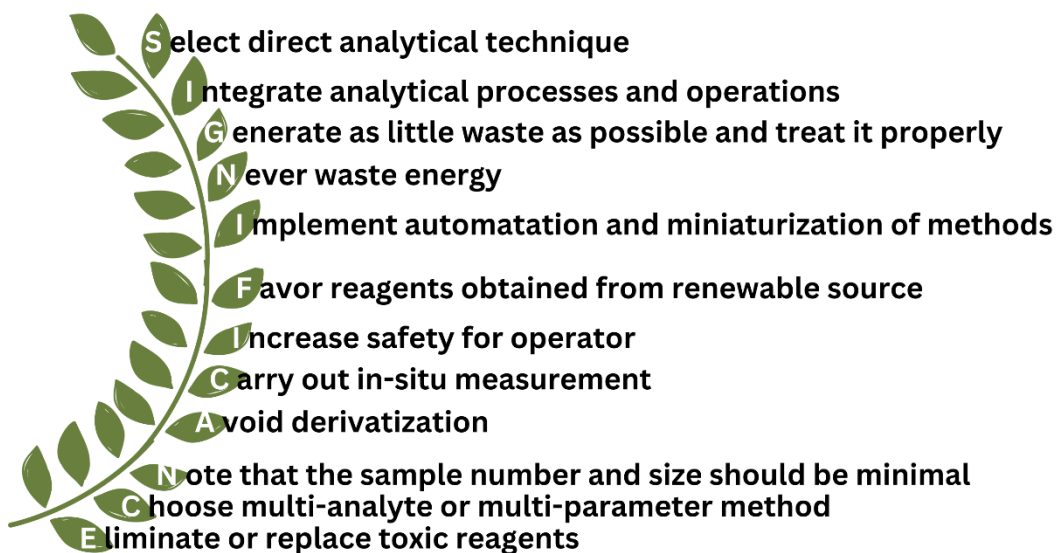 Select direct analytical technique
Integrate analytical processes and operations
Generate as little waste as possible and treat it properly
Never waste energy
Implement automatation and miniaturization of methods
Favor reagents obtained from renewable source
Increase safety for operator
Carry out in-situ measurement
Avoid derivatization
Note that the sample number and size should be minimal
Choose multi-analyte or multi-parameter method
Eliminate or replace toxic reagents